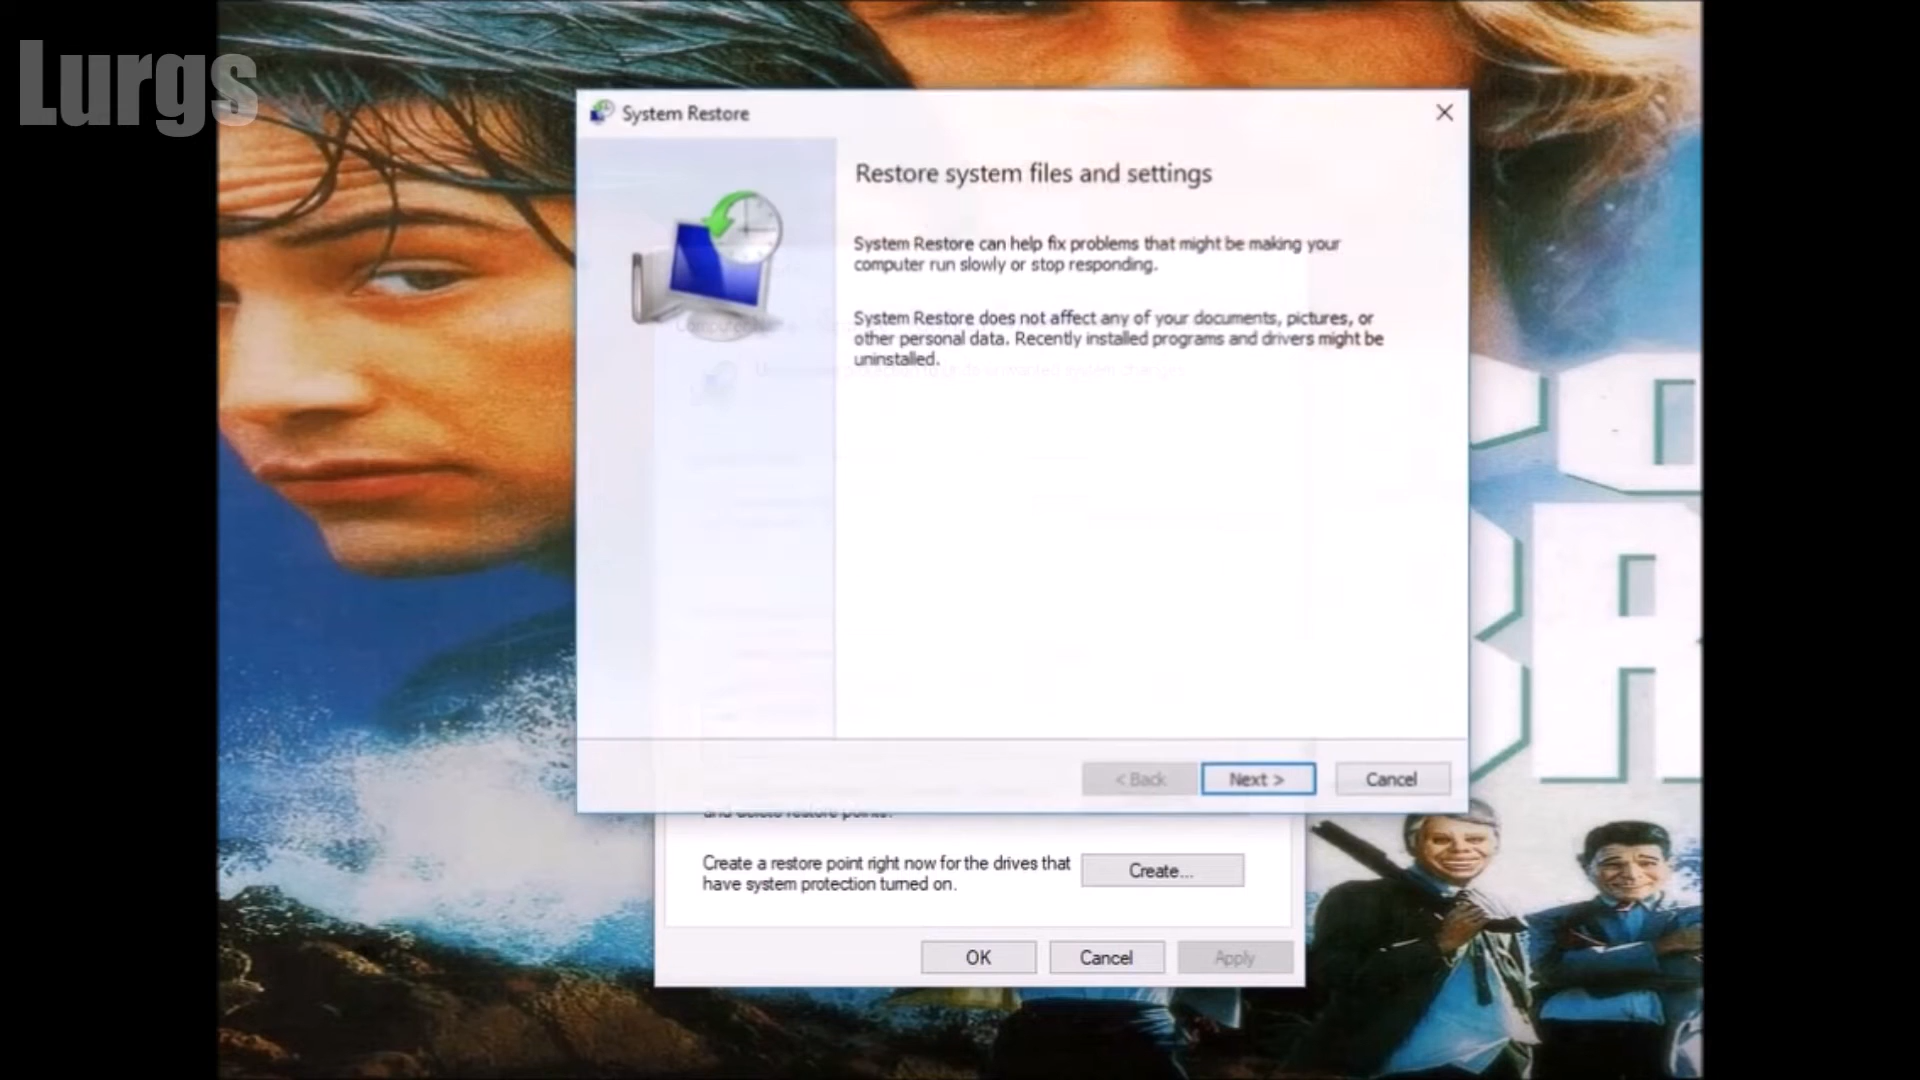 Lurgs
System Restore
Restore system files and settings
System Restore can help fix problems that might be making your
computer run slowly or stop responding.
System Restore does not affect any of your documents, pictures, or
other personal data. Recently installed programs and drivers might be
uninstalled.
< Back
Next >
Cancel
and delete restore points.
Create a restore point right now for the drives that
have system protection turned on.
Create...
OK
Cancel
Apply